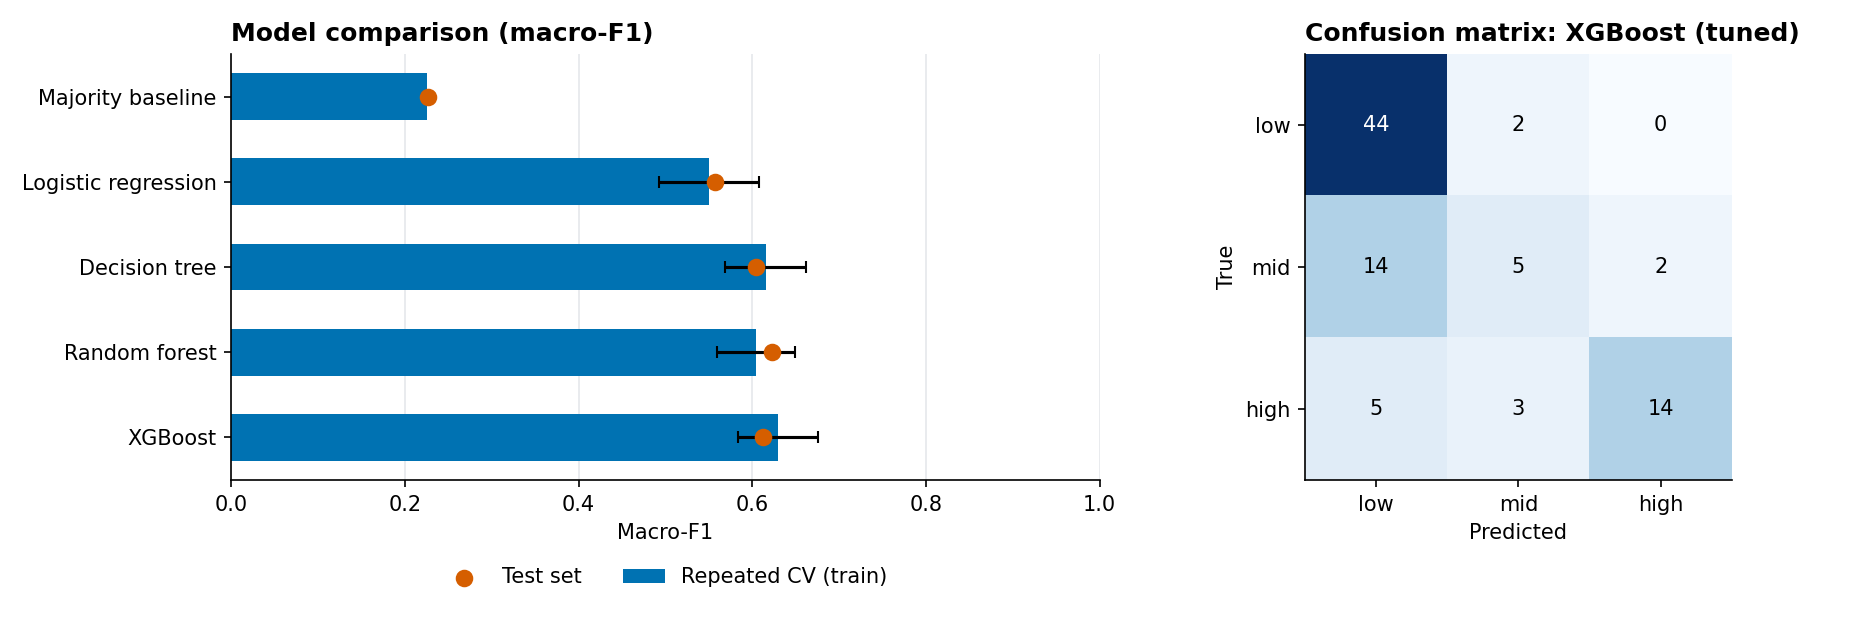 Model comparison (macro-F1)
Majority baseline
Logistic regression
Decision tree
Random forest
XGBoost
0.0 0.2 0.4 0.6 0.8 1.0
Macro-F1
Test set Repeated CV (train)
Confusion matrix: XGBoost (tuned)
True
low 44 2 0
mid 14 5 2
high 5 3 14
low mid high
Predicted